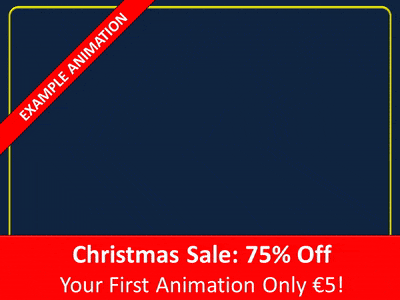 EXAMPLE ANIMATION
Christmas Sale: 75% Off
Your First Animation Only €5!